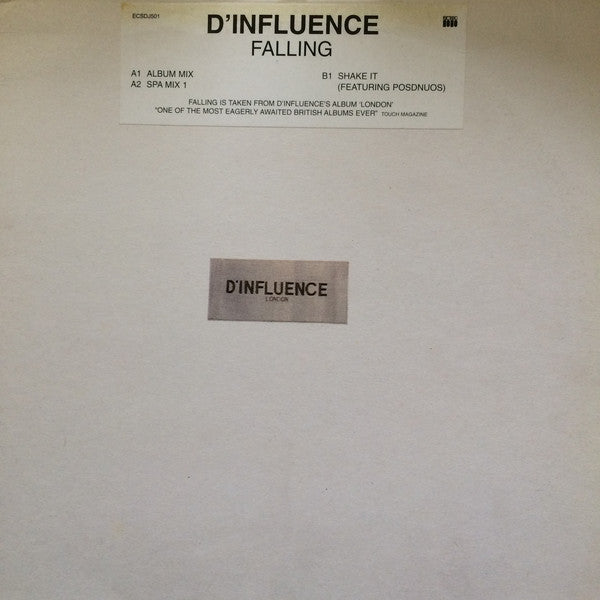 ECSDJ501
D'INFLUENCE
FALLING
A1 ALBUM MIX
A2 SPA MIX 1
B1 SHAKE IT
(FEATURING POSDNUOS)
FALLING IS TAKEN FROM D'INFLUENCE'S ALBUM 'LONDON'
"ONE OF THE MOST EAGERLY AWAITED BRITISH ALBUMS EVER" TOUCH MAGAZINE
D'INFLUENCE
LONDON